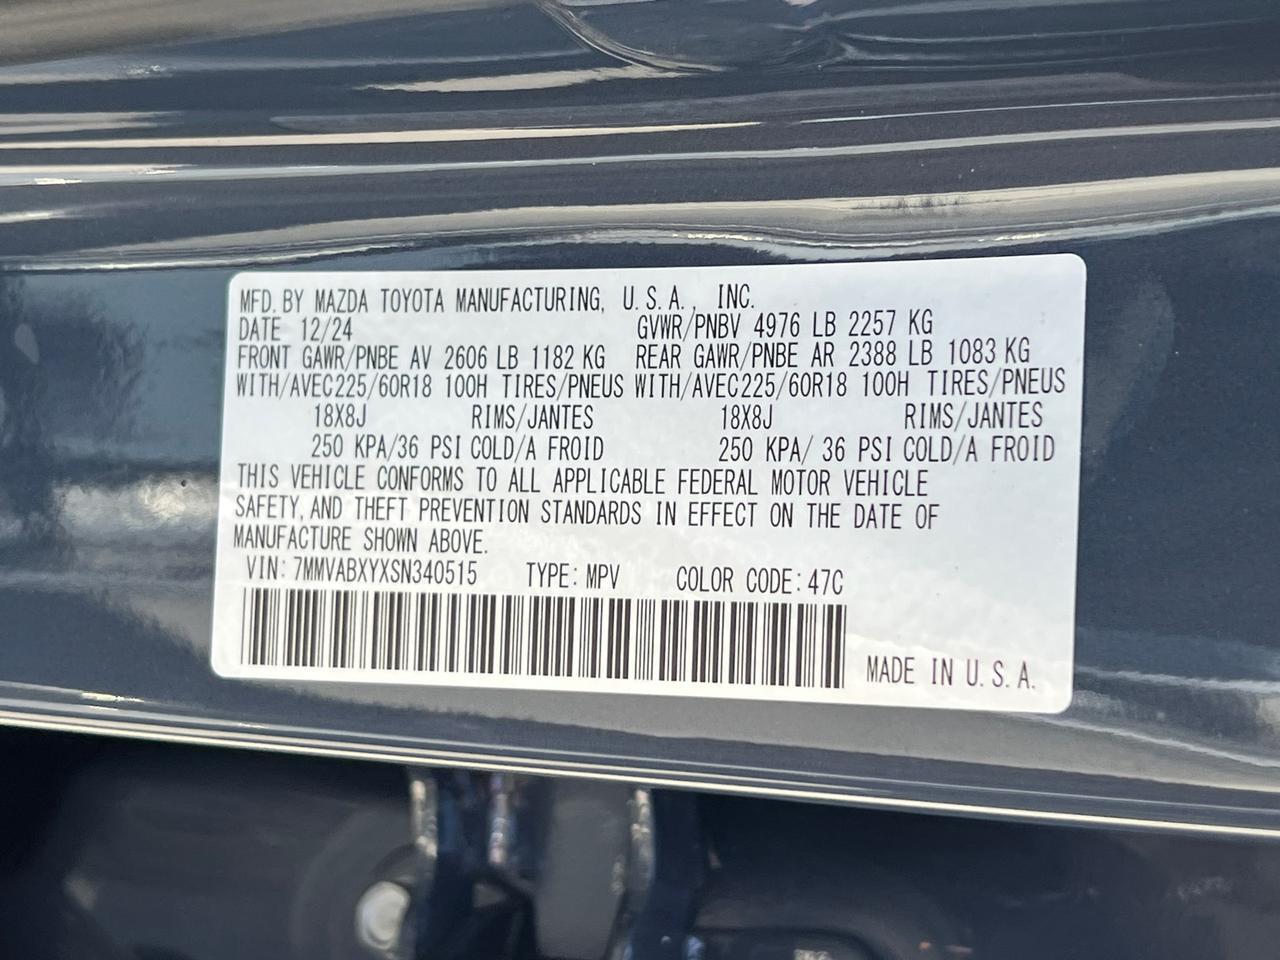 MFD. BY MAZDA TOYOTA MANUFACTURING, U.S.A., INC.
DATE 12/24 GVWR/PNBV 4976 LB 2257 KG
FRONT GAWR/PNBE AV 2606 LB 1182 KG REAR GAWR/PNBE AR 2388 LB 1083 KG
WITH/AVEC225/60R18 100H TIRES/PNEUS WITH/AVEC225/60R18 100H TIRES/PNEUS
18X8J RIMS/JANTES 18X8J RIMS/JANTES
250 KPA/36 PSI COLD/A FROID 250 KPA/ 36 PSI COLD/A FROID
THIS VEHICLE CONFORMS TO ALL APPLICABLE FEDERAL MOTOR VEHICLE
SAFETY, AND THEFT PREVENTION STANDARDS IN EFFECT ON THE DATE OF
MANUFACTURE SHOWN ABOVE.
VIN: 7MMVABXYXSN340515 TYPE: MPV COLOR CODE: 47C
MADE IN U.S.A.